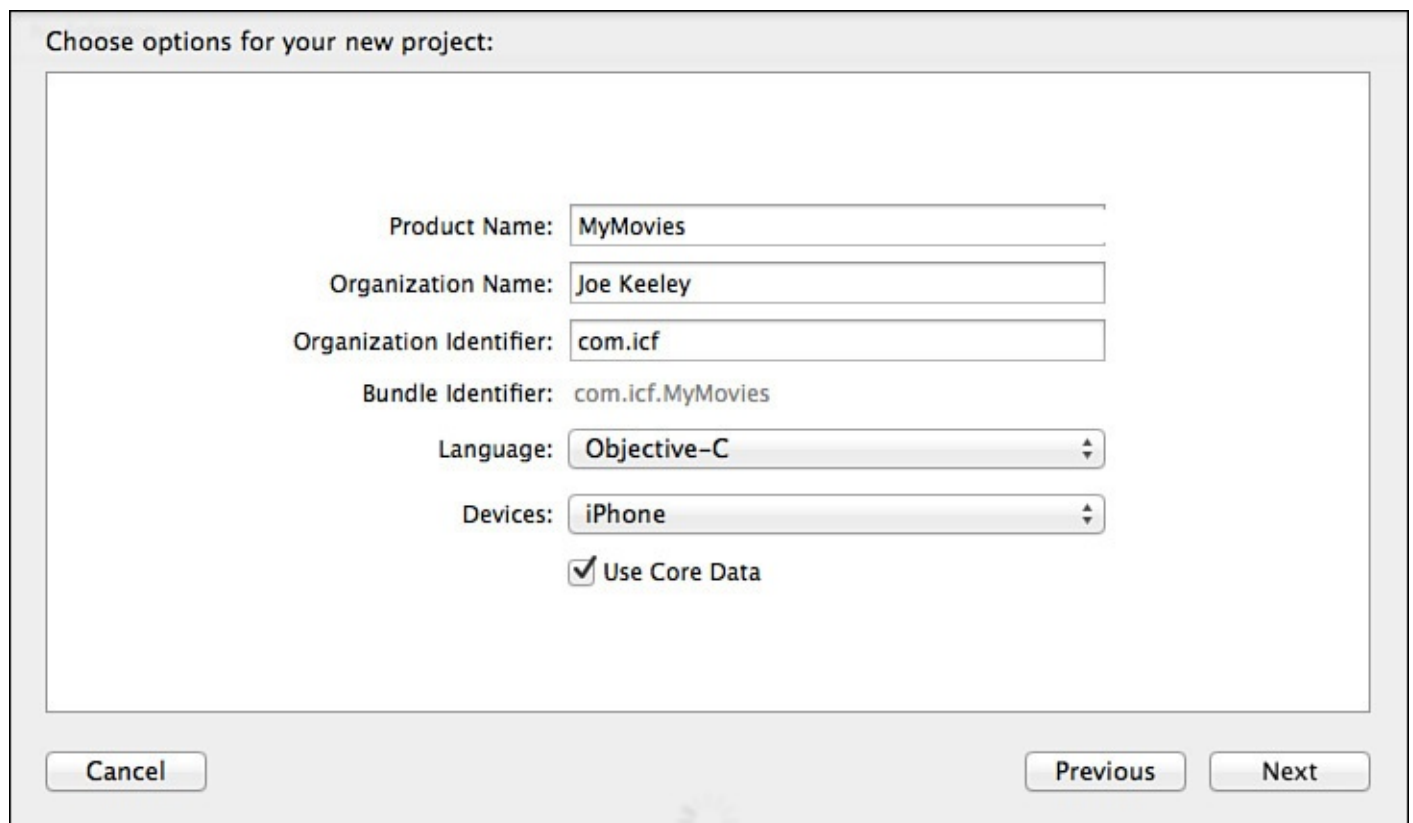 Choose options for your new project:
Product Name: MyMovies
Organization Name: Joe Keeley
Organization Identifier: com.icf
Bundle Identifier: com.icf.MyMovies
Language: Objective-C
Devices: iPhone
Use Core Data
Cancel Previous Next